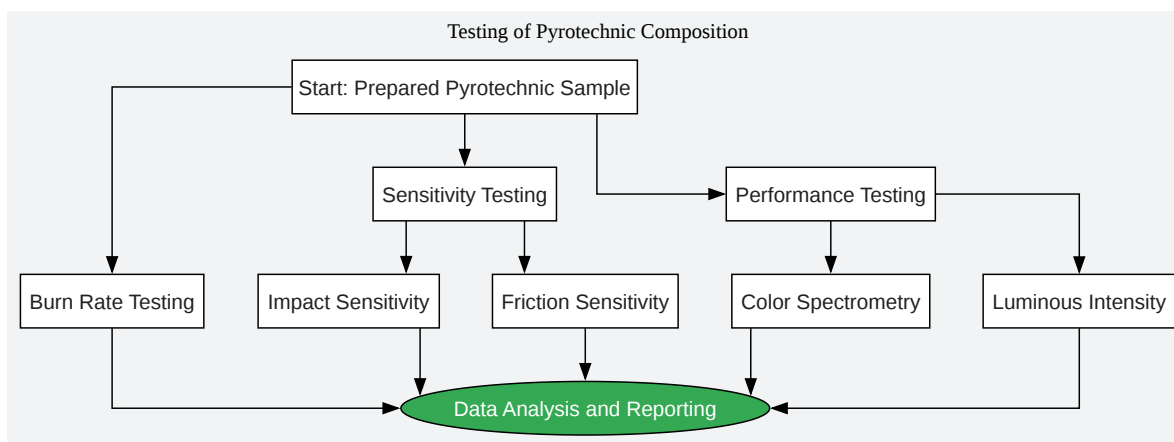 Testing of Pyrotechnic Composition
Start: Prepared Pyrotechnic Sample
Sensitivity Testing
Performance Testing
Burn Rate Testing
Impact Sensitivity
Friction Sensitivity
Color Spectrometry
Luminous Intensity
Data Analysis and Reporting